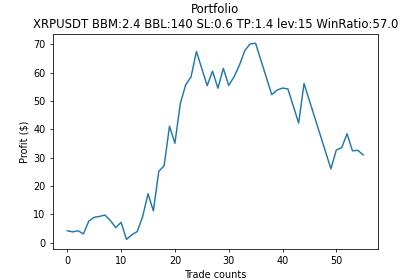 Portfolio
XRPUSDT BBM:2.4 BBL:140 SL:0.6 TP:1.4 lev:15 WinRatio:57.0
70
60
50
40
30
20
10
0
Profit ($)
0 10 20 30 40 50
Trade counts